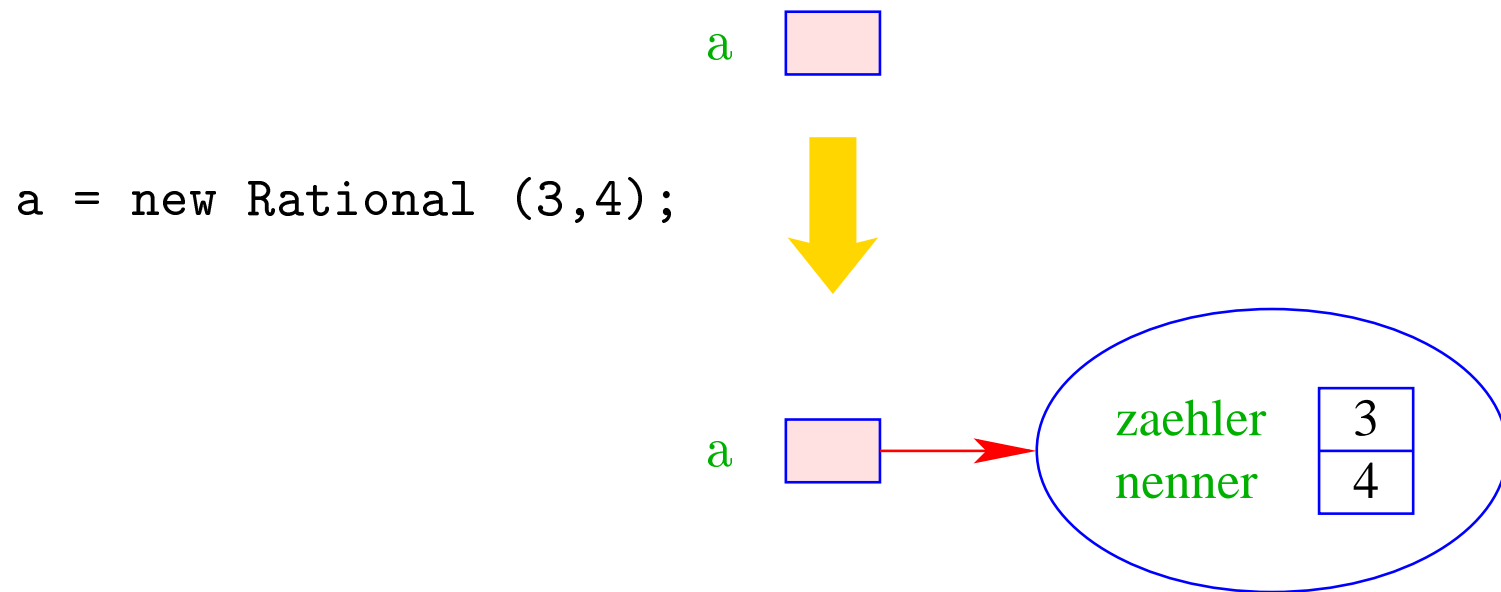 a
a = new Rational (3,4);
a
zaehler 3
nenner 4